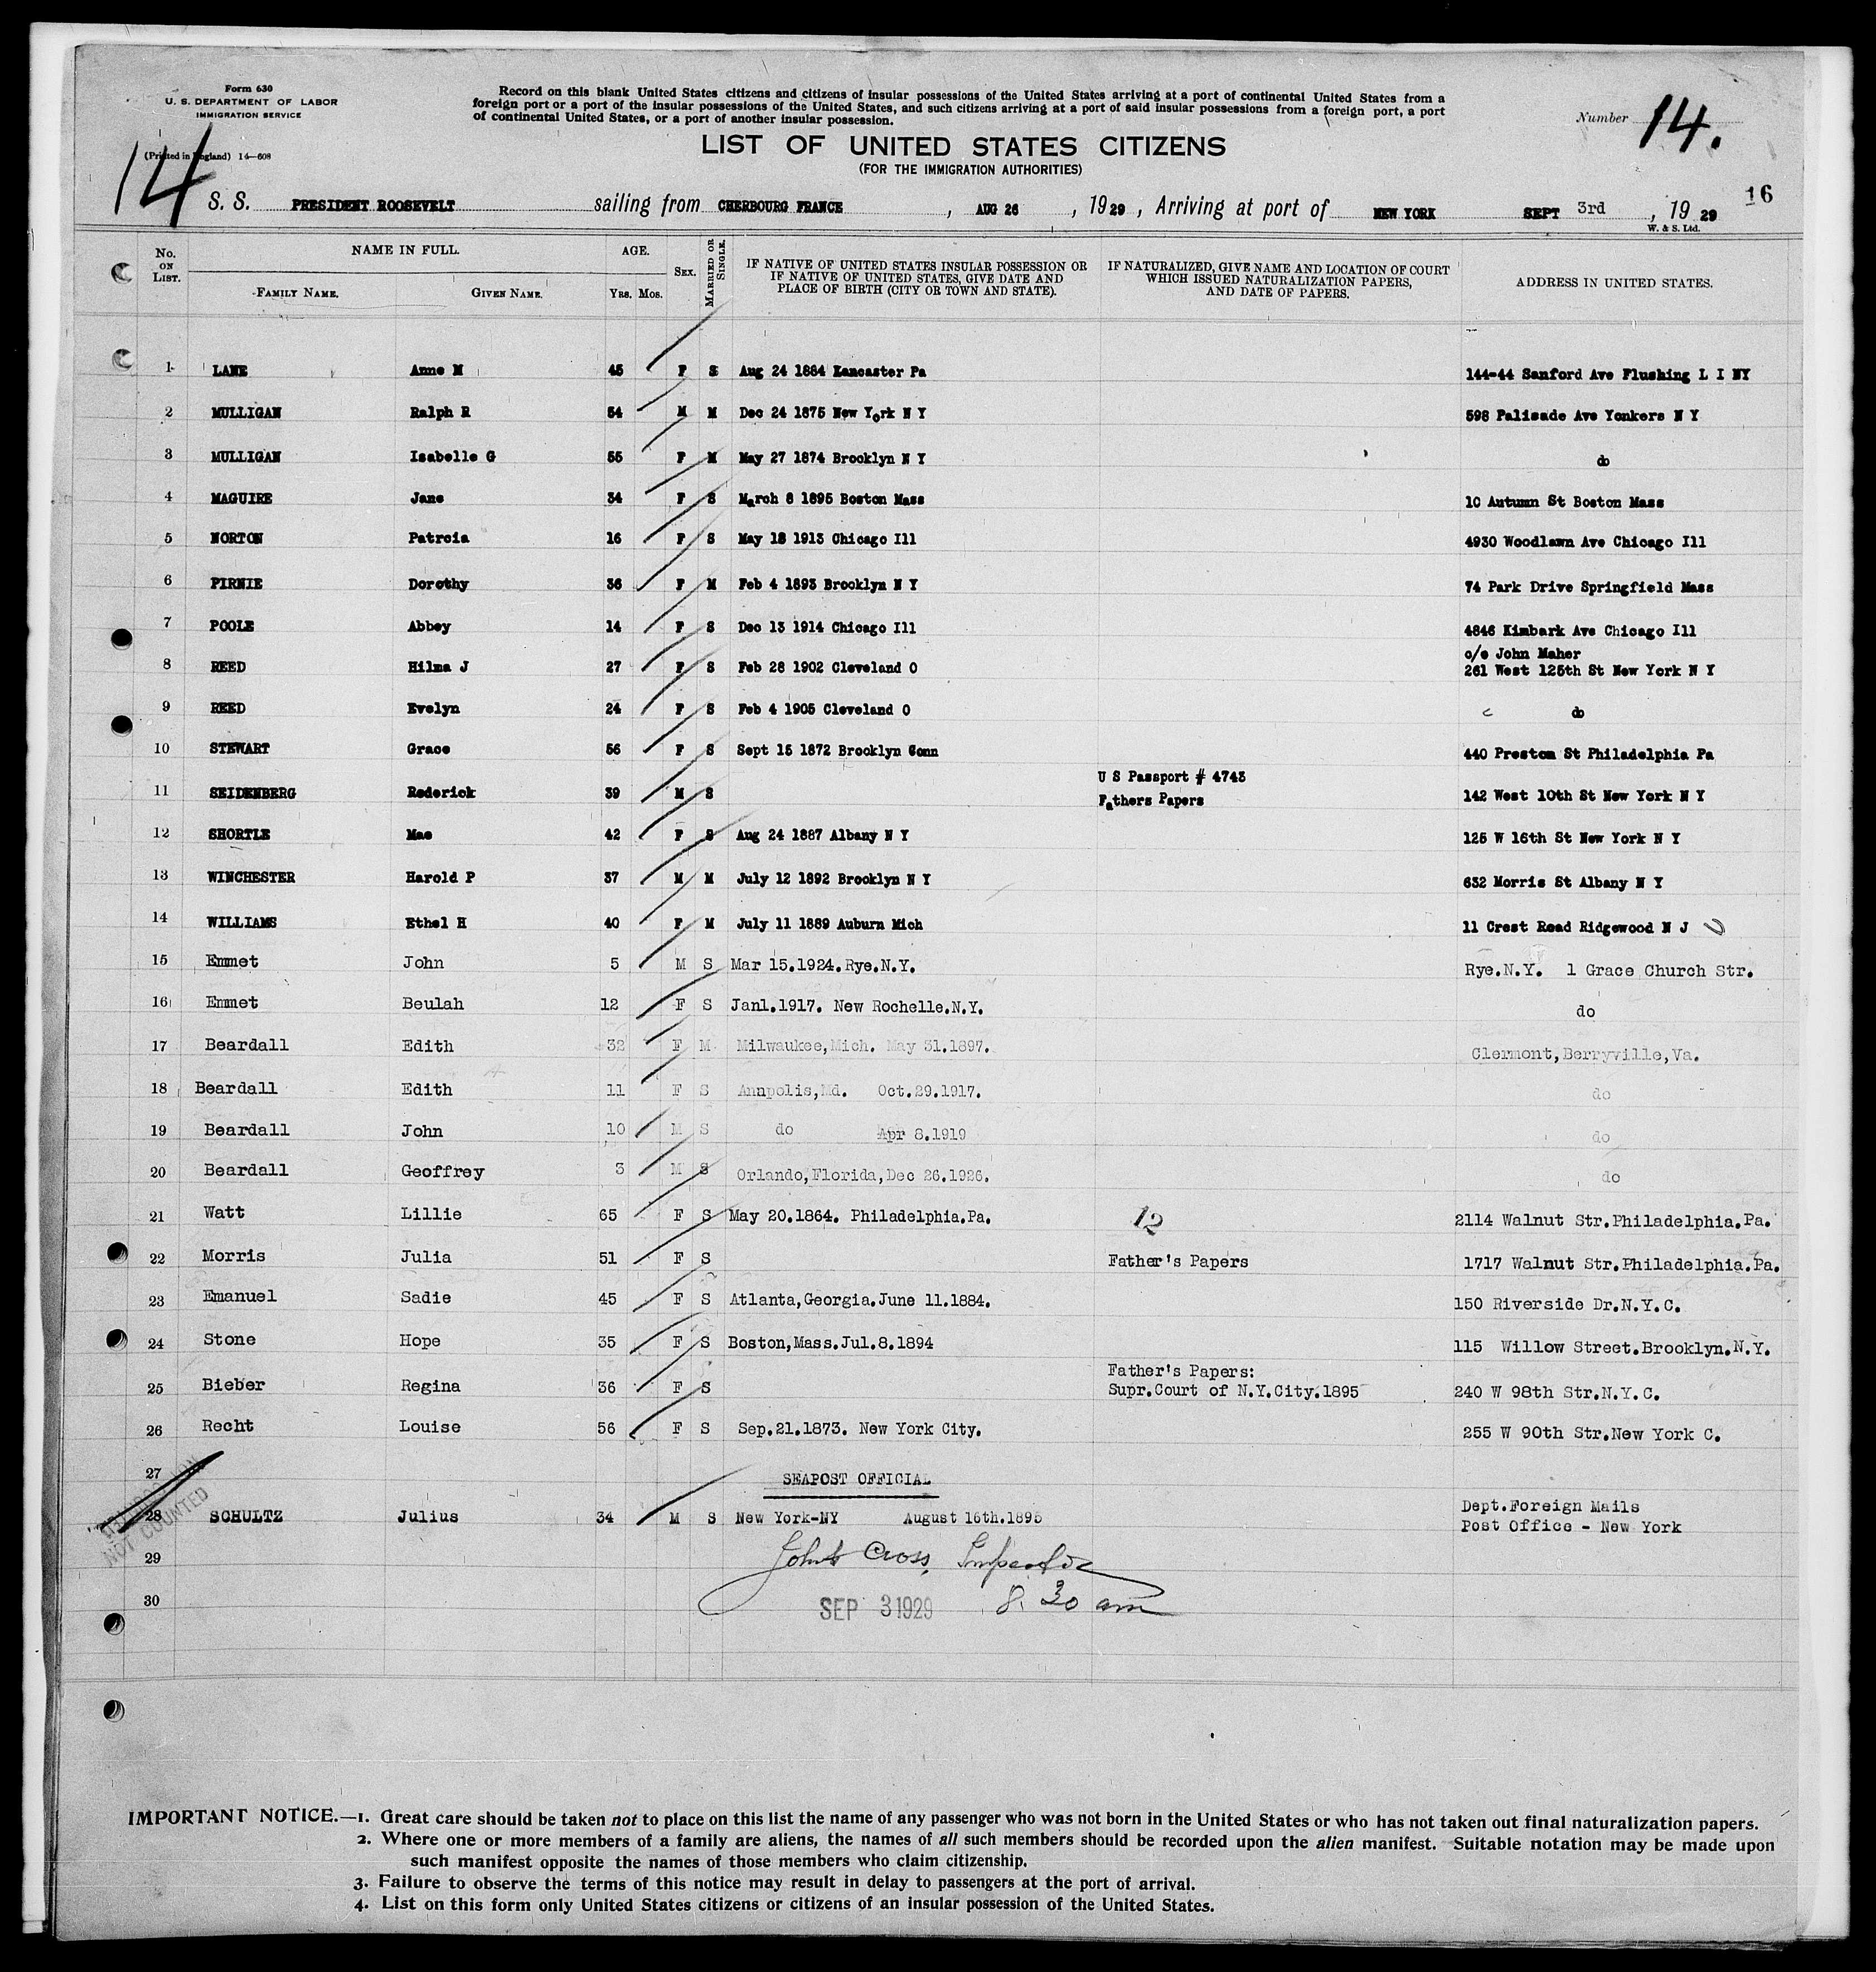 Form 630
U. S. DEPARTMENT OF LABOR
IMMIGRATION SERVICE
(Printed in England) 14—608
14
Record on this blank United States citizens and citizens of insular possessions of the United States arriving at a port of continental United States from a
foreign port or a port of the insular possessions of the United States, and such citizens arriving at a port of said insular possessions from a foreign port, a port
of continental United States, or a port of another insular possession.
Number 14.
LIST OF UNITED STATES CITIZENS
(FOR THE IMMIGRATION AUTHORITIES)
16
S. S. PRESIDENT ROOSEVELT sailing from CHERBOURG FRANCE, AUG 26, 1929, Arriving at port of NEW YORK SEPT 3rd, 1929
W. & S. Ltd.
No. ON LIST. NAME IN FULL. FAMILY NAME. GIVEN NAME. AGE. YRS. MOS. SEX. MARRIED OR SINGLE. IF NATIVE OF UNITED STATES INSULAR POSSESSION OR IF NATIVE OF UNITED STATES, GIVE DATE AND PLACE OF BIRTH (CITY OR TOWN AND STATE). IF NATURALIZED, GIVE NAME AND LOCATION OF COURT WHICH ISSUED NATURALIZATION PAPERS, AND DATE OF PAPERS. ADDRESS IN UNITED STATES.
1 LANE Anne M 45 F S Aug 24 1884 Lancaster Pa 144-44 Sanford Ave Flushing L I NY
2 MULLIGAN Ralph R 54 M M Dec 24 1875 New York N Y 598 Palisade Ave Yonkers N Y
3 MULLIGAN Isabelle G 55 F M May 27 1874 Brooklyn N Y do
4 MAGUIRE Jane 34 F S March 8 1895 Boston Mass 10 Autumn St Boston Mass
5 NORTON Patrcia 16 F S May 18 1913 Chicago Ill 4930 Woodlawn Ave Chicago Ill
6 PIRNIE Dorothy 36 F M Feb 4 1893 Brooklyn N Y 74 Park Drive Springfield Mass
7 POOLE Abbey 14 F S Dec 13 1914 Chicago Ill 4846 Kimbark Ave Chicago Ill
c/o John Maher
8 REED Hilma J 27 F S Feb 28 1902 Cleveland O 261 West 125th St New York N Y
9 REED Evelyn 24 F S Feb 4 1905 Cleveland O do
10 STEWART Grace 56 F S Sept 15 1872 Brooklyn Conn 440 Preston St Philadelphia Pa
U S Passport # 4743
11 SEIDENBERG Roderick 39 M S Fathers Papers 142 West 10th St New York N Y
12 SHORTLE Mae 42 F S Aug 24 1887 Albany N Y 125 W 16th St New York N Y
13 WINCHESTER Harold P 37 M M July 12 1892 Brooklyn N Y 632 Morris St Albany N Y
14 WILLIAMS Ethel H 40 F M July 11 1889 Auburn Mich 11 Crest Road Ridgewood N J
15 Emmet John 5 M S Mar 15.1924.Rye.N.Y. Rye.N.Y. 1 Grace Church Str.
16 Emmet Beulah 12 F S Jan1.1917. New Rochelle.N.Y. do
17 Beardall Edith 32 F M Milwaukee,Mich. May 31.1897. Clermont,Berryville,Va.
18 Beardall Edith 11 F S Annpolis,Md. Oct.29.1917. do
19 Beardall John 10 M S do Apr 8.1919 do
20 Beardall Geoffrey 3 M S Orlando,Florida,Dec 26.1926. do
21 Watt Lillie 65 F S May 20.1864. Philadelphia.Pa. 12 2114 Walnut Str.Philadelphia.Pa.
22 Morris Julia 51 F S Father's Papers 1717 Walnut Str.Philadelphia.Pa.
23 Emanuel Sadie 45 F S Atlanta,Georgia.June 11.1884. 150 Riverside Dr.N.Y.C.
24 Stone Hope 35 F S Boston,Mass.Jul.8.1894 115 Willow Street.Brooklyn.N.Y.
Father's Papers:
25 Bieber Regina 36 F S Supr.Court of N.Y.City.1895 240 W 98th Str.N.Y.C.
26 Recht Louise 56 F S Sep.21.1873. New York City. 255 W 90th Str.New York C.
27 SEAPOST OFFICIAL
Dept.Foreign Mails
28 SCHULTZ Julius 34 M S New York-NY August 16th.1895 Post Office - New York
NOT COUNTED
29 Cross,
30 SEP 3 1929 8.30 am
IMPORTANT NOTICE.—1. Great care should be taken not to place on this list the name of any passenger who was not born in the United States or who has not taken out final naturalization papers.
2. Where one or more members of a family are aliens, the names of all such members should be recorded upon the alien manifest. Suitable notation may be made upon
such manifest opposite the names of those members who claim citizenship.
3. Failure to observe the terms of this notice may result in delay to passengers at the port of arrival.
4. List on this form only United States citizens or citizens of an insular possession of the United States.